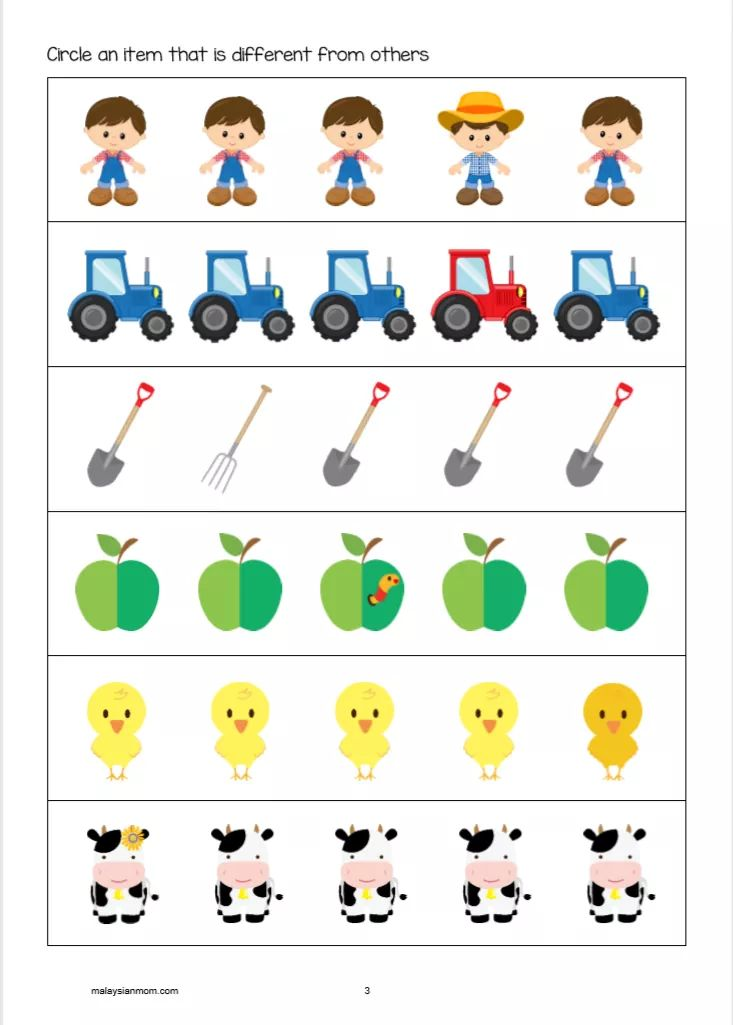 Circle an item that is different from others
malaysianmom.com
3